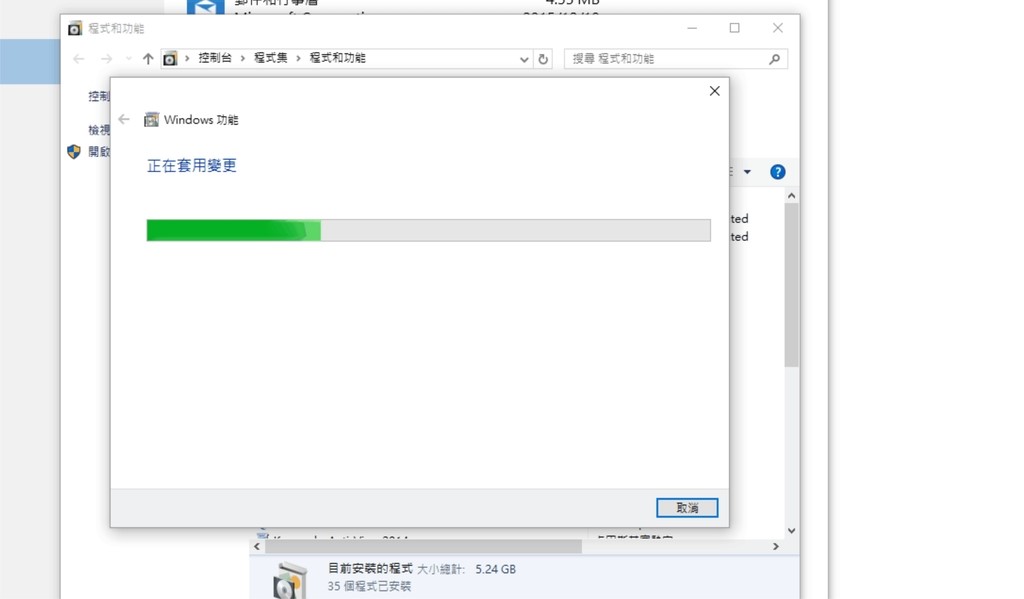 4.55 MB
程式和功能
控制台 › 程式集 › 程式和功能
搜尋 程式和功能
控制
檢視
開啟
Windows 功能
正在套用變更
ted
ted
取消
目前安裝的程式 大小總計: 5.24 GB
35 個程式已安裝